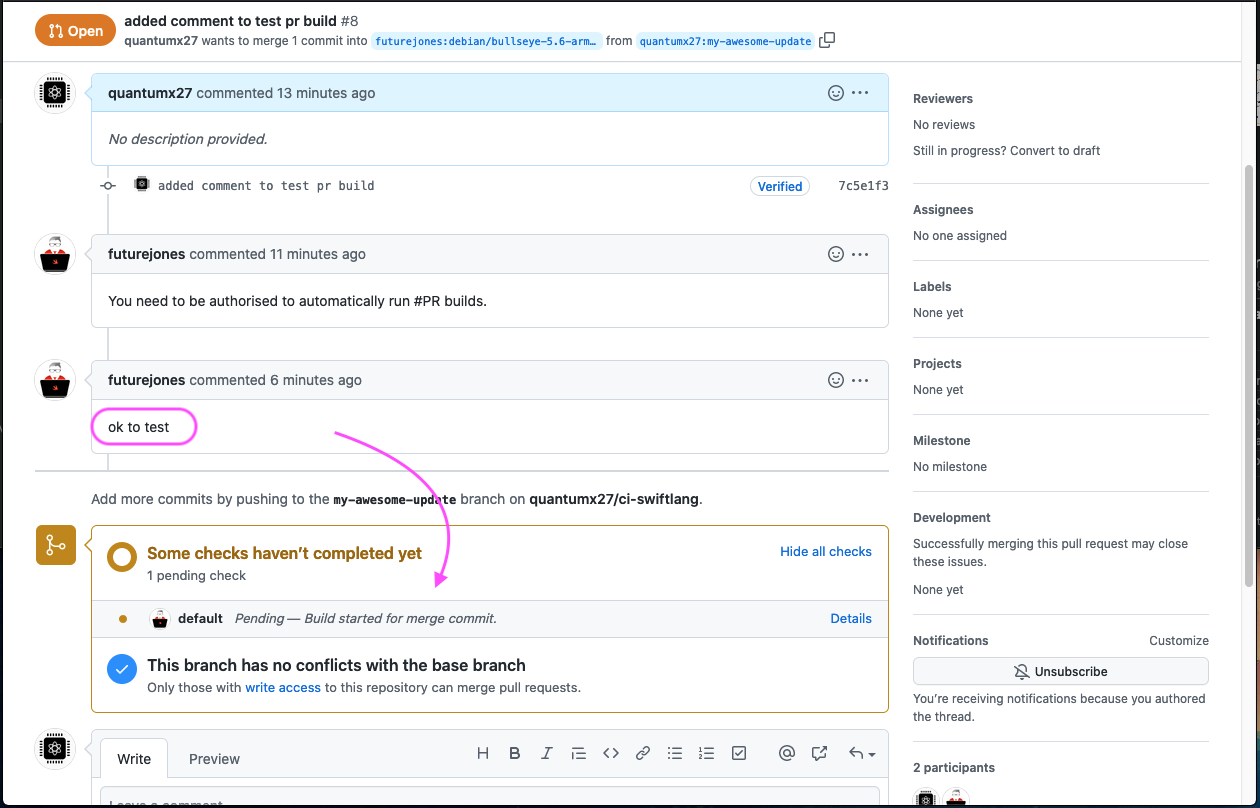 Open
added comment to test pr build #8
quantumx27 wants to merge 1 commit into futurejones:debian/bullseye-5.6-arm… from quantumx27:my-awesome-update
quantumx27 commented 13 minutes ago
No description provided.
added comment to test pr build
Verified
7c5e1f3
futurejones commented 11 minutes ago
You need to be authorised to automatically run #PR builds.
futurejones commented 6 minutes ago
ok to test
Add more commits by pushing to the my-awesome-update branch on quantumx27/ci-swiftlang.
Some checks haven’t completed yet
Hide all checks
1 pending check
default Pending — Build started for merge commit.
Details
This branch has no conflicts with the base branch
Only those with write access to this repository can merge pull requests.
Write
Preview
Leave a comment
Reviewers
No reviews
Still in progress? Convert to draft
Assignees
No one assigned
Labels
None yet
Projects
None yet
Milestone
No milestone
Development
Successfully merging this pull request may close
these issues.
None yet
Notifications
Customize
Unsubscribe
You’re receiving notifications because you authored
the thread.
2 participants